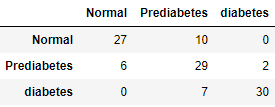 Normal Prediabetes diabetes
Normal 27 10 0
Prediabetes 6 29 2
diabetes 0 7 30